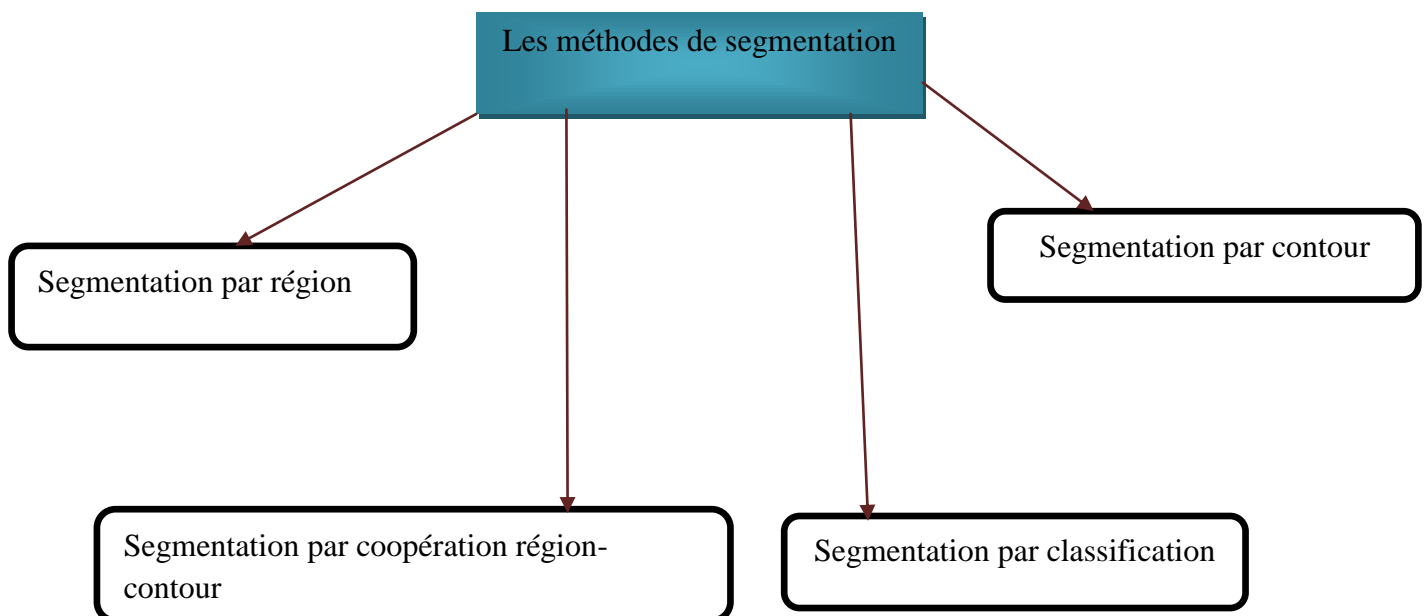 Les méthodes de segmentation
Segmentation par contour
Segmentation par région
Segmentation par coopération région-
contour
Segmentation par classification